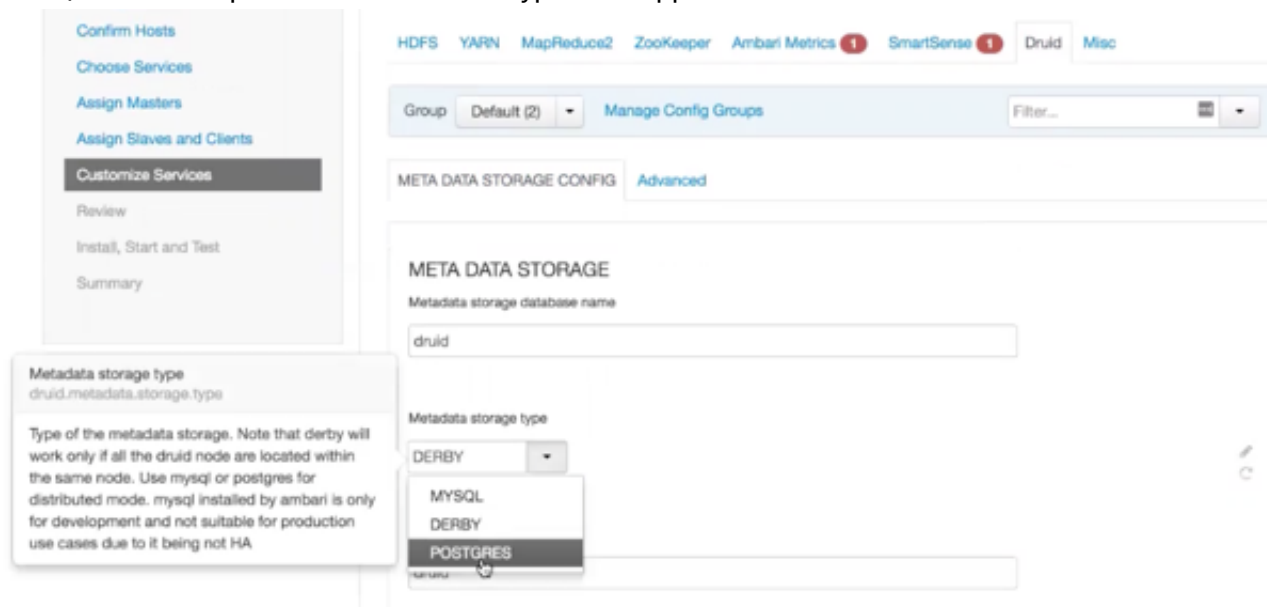 Confirm Hosts
Choose Services
Assign Masters
Assign Slaves and Clients
Customize Services
Review
Install, Start and Test
Summary
HDFS YARN MapReduce2 ZooKeeper Ambari Metrics 1 SmartSense 1 Druid Misc
Group Default (2) Manage Config Groups Filter...
META DATA STORAGE CONFIG Advanced
META DATA STORAGE
Metadata storage database name
druid
Metadata storage type
druid.metadata.storage.type
Type of the metadata storage. Note that derby will
work only if all the druid node are located within
the same node. Use mysql or postgres for
distributed mode. mysql installed by ambari is only
for development and not suitable for production
use cases due to it being not HA
Metadata storage type
DERBY
MYSQL
DERBY
POSTGRES
druid